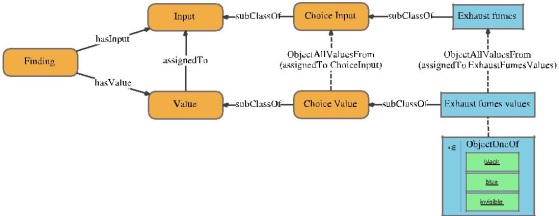 Input
subClassOf
Choice Input
subClassOf
Exhaust fumes
hasInput
Finding
assignedTo
ObjectAllValuesFrom
(assignedTo ChoiceInput)
ObjectAllValuesFrom
(assignedTo ExhaustFumesValues)
hasValue
Value
subClassOf
Choice Value
subClassOf
Exhaust fumes values
ObjectOneOf
black
blue
invisible